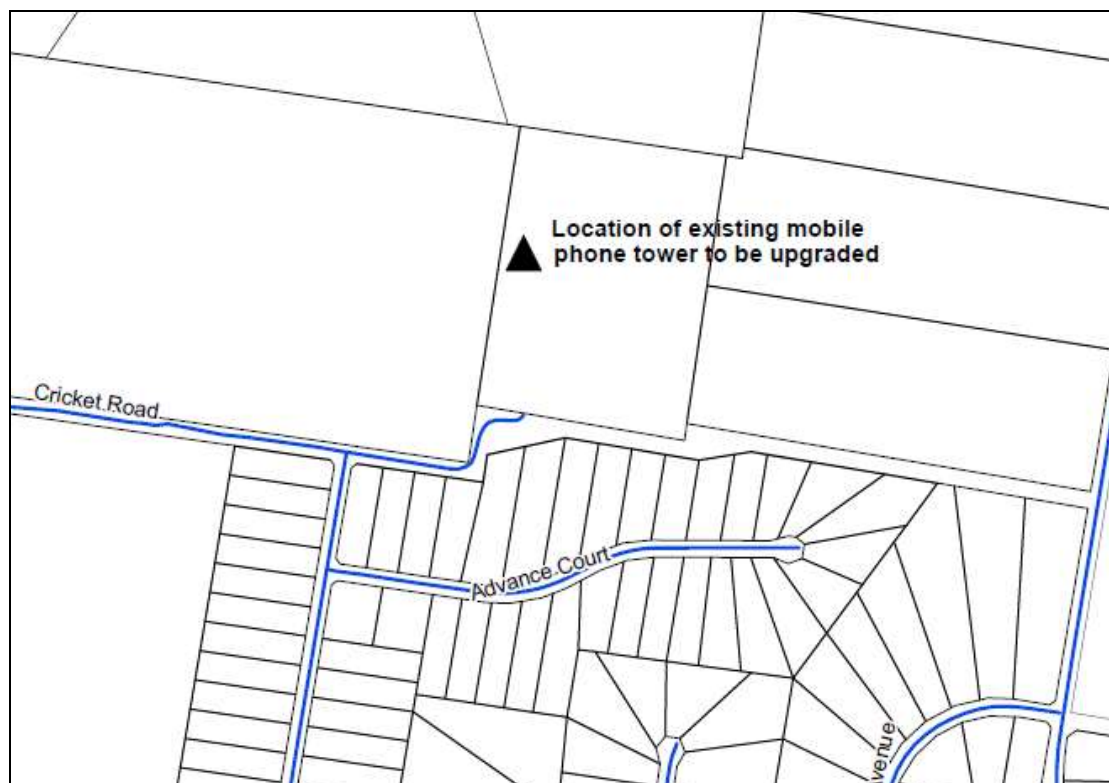 Location of existing mobile
phone tower to be upgraded
Cricket Road
Advance Court
venue